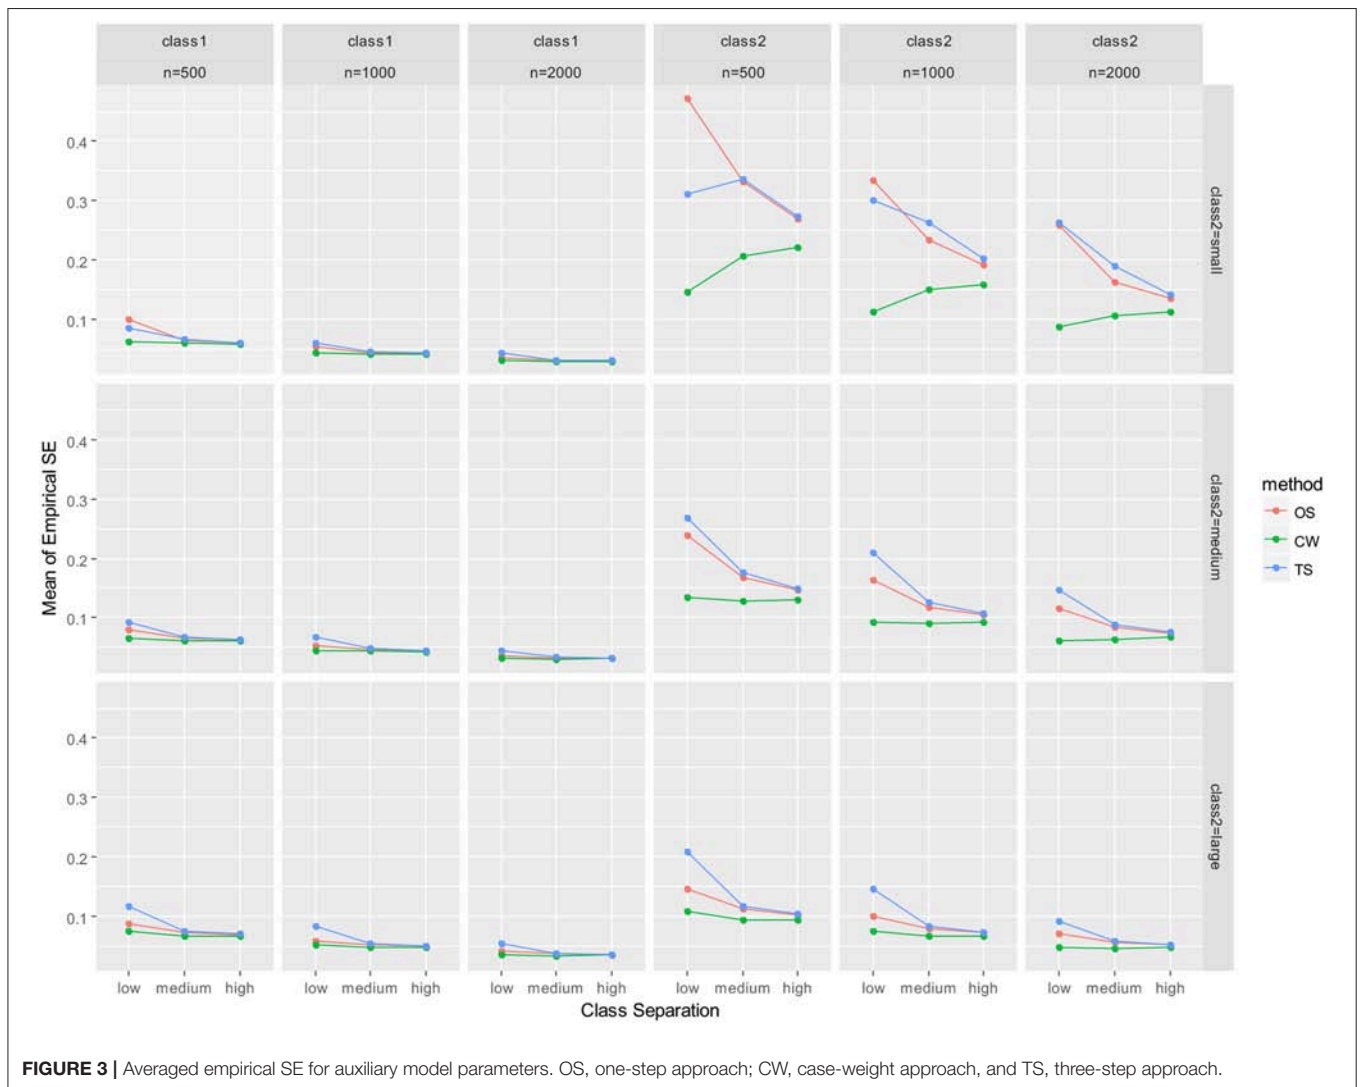 class1 class1 class1 class2 class2 class2
n=500 n=1000 n=2000 n=500 n=1000 n=2000
0.4
0.3
0.2
0.1
class2=small
0.4
0.3
0.2
0.1
class2=medium
0.4
0.3
0.2
0.1
class2=large
Mean of Empirical SE
method
OS
CW
TS
low medium high low medium high low medium high low medium high low medium high low medium high
Class Separation
FIGURE 3 | Averaged empirical SE for auxiliary model parameters. OS, one-step approach; CW, case-weight approach, and TS, three-step approach.